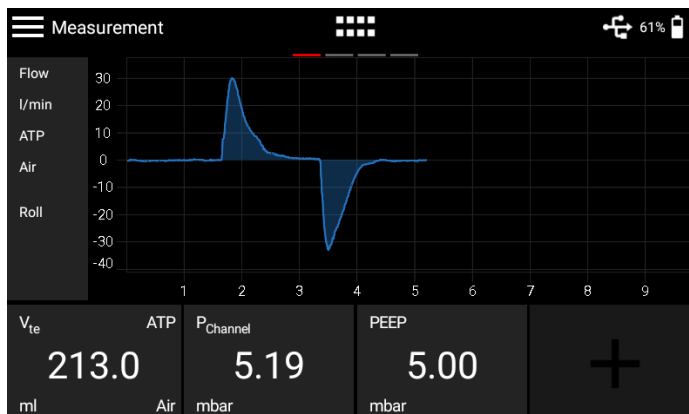 Measurement 61%
Flow
l/min
ATP
Air
Roll
30
20
10
0
-10
-20
-30
-40
1 2 3 4 5 6 7 8 9
Vte ATP
213.0
ml Air
PChannel
5.19
mbar
PEEP
5.00
mbar